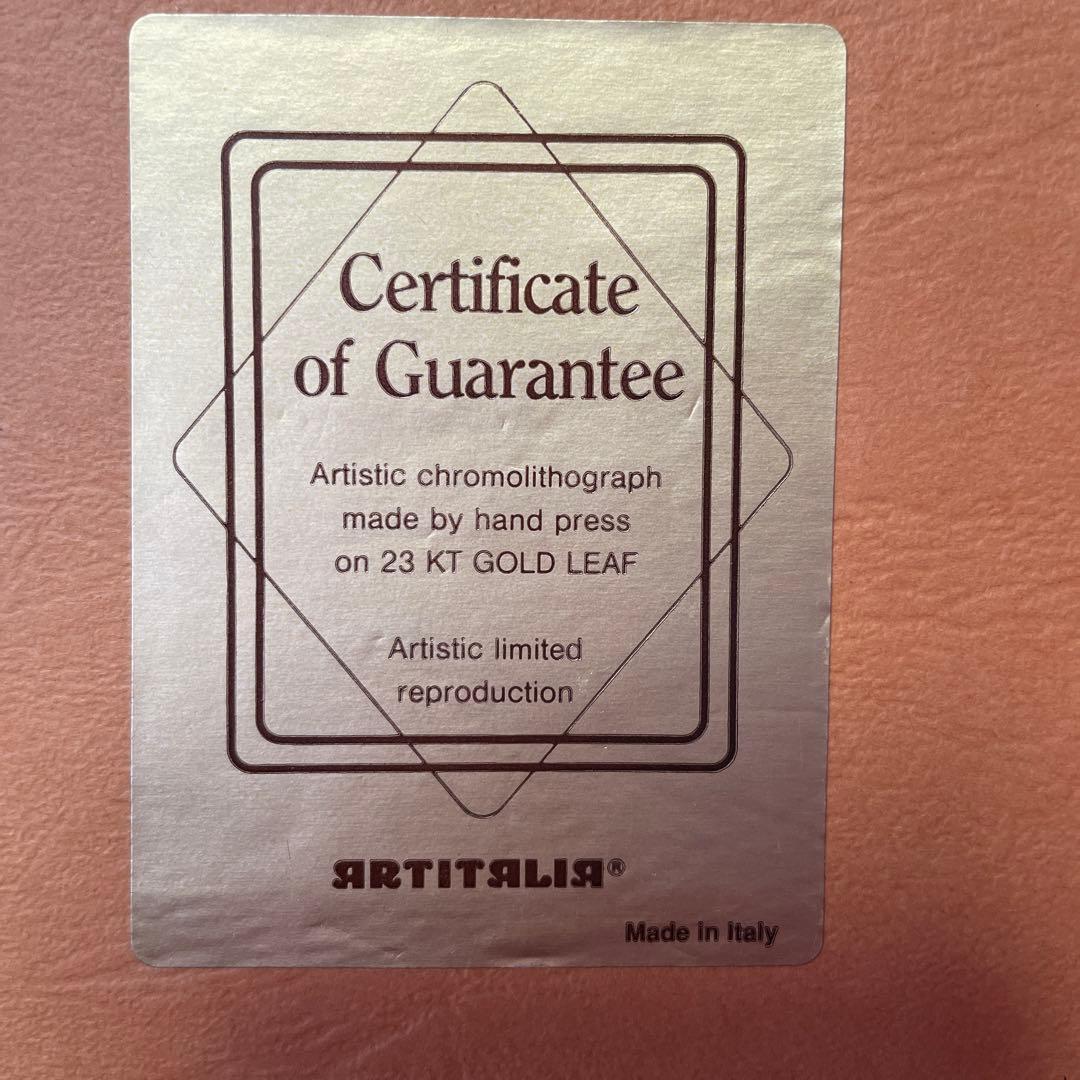 Certificate
of Guarantee
Artistic chromolithograph
made by hand press
on 23 KT GOLD LEAF
Artistic limited
reproduction
ARTITALIA®
Made in Italy